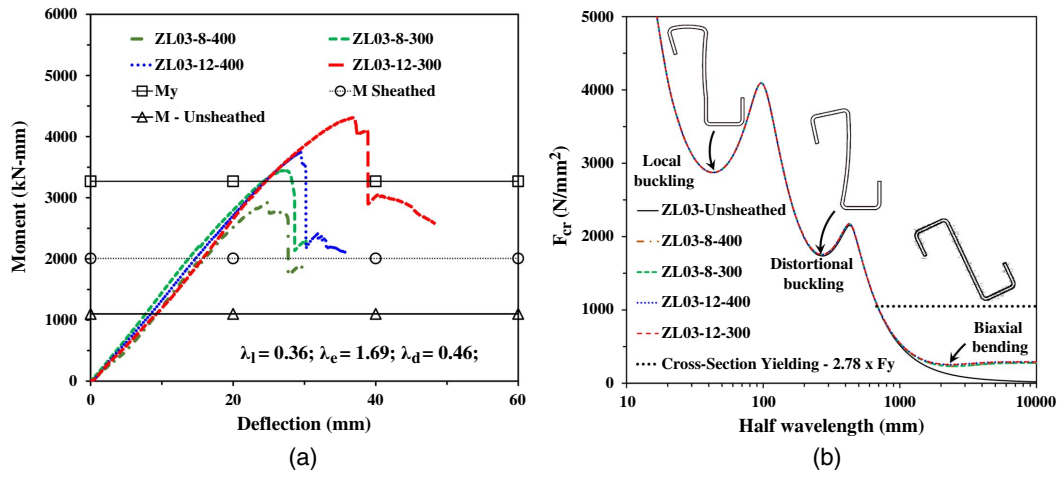 6000
5000
4000
3000
2000
1000
0
0
20
40
60
Moment (kN-mm)
Deflection (mm)
ZL03-8-400
ZL03-8-300
ZL03-12-400
ZL03-12-300
My
M Sheathed
M - Unsheathed
λl = 0.36; λe = 1.69; λd = 0.46;
(a)
5000
4000
3000
2000
1000
0
10
100
1000
10000
Fcr (N/mm²)
Half wavelength (mm)
Local
buckling
Distortional
buckling
Biaxial
bending
ZL03-Unsheathed
ZL03-8-400
ZL03-8-300
ZL03-12-400
ZL03-12-300
Cross-Section Yielding - 2.78 x Fy
(b)